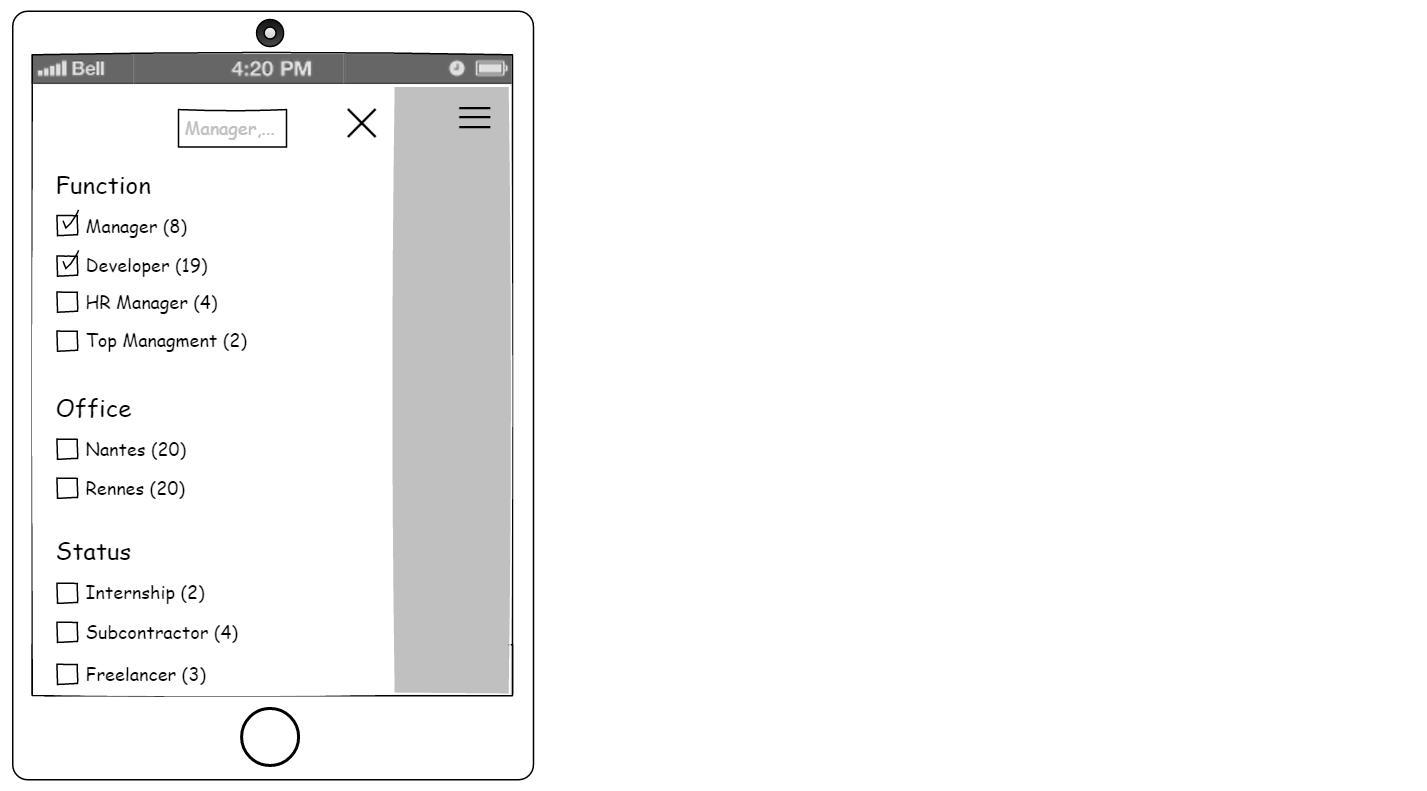 Bell 4:20 PM
Manager,...
Function
Manager (8)
Developer (19)
HR Manager (4)
Top Managment (2)
Office
Nantes (20)
Rennes (20)
Status
Internship (2)
Subcontractor (4)
Freelancer (3)